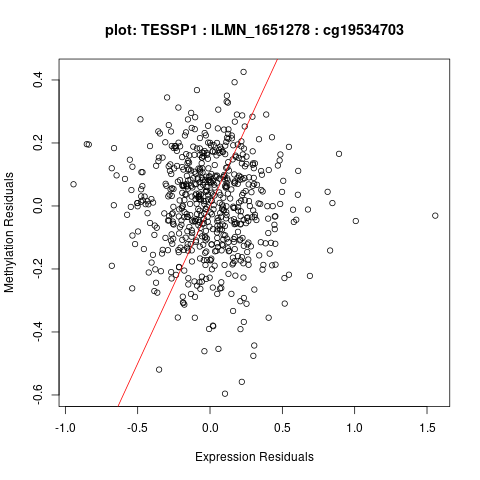 plot: TESSP1 : ILMN_1651278 : cg19534703
Methylation Residuals
0.4
0.2
0.0
-0.2
-0.4
-0.6
-1.0 -0.5 0.0 0.5 1.0 1.5
Expression Residuals